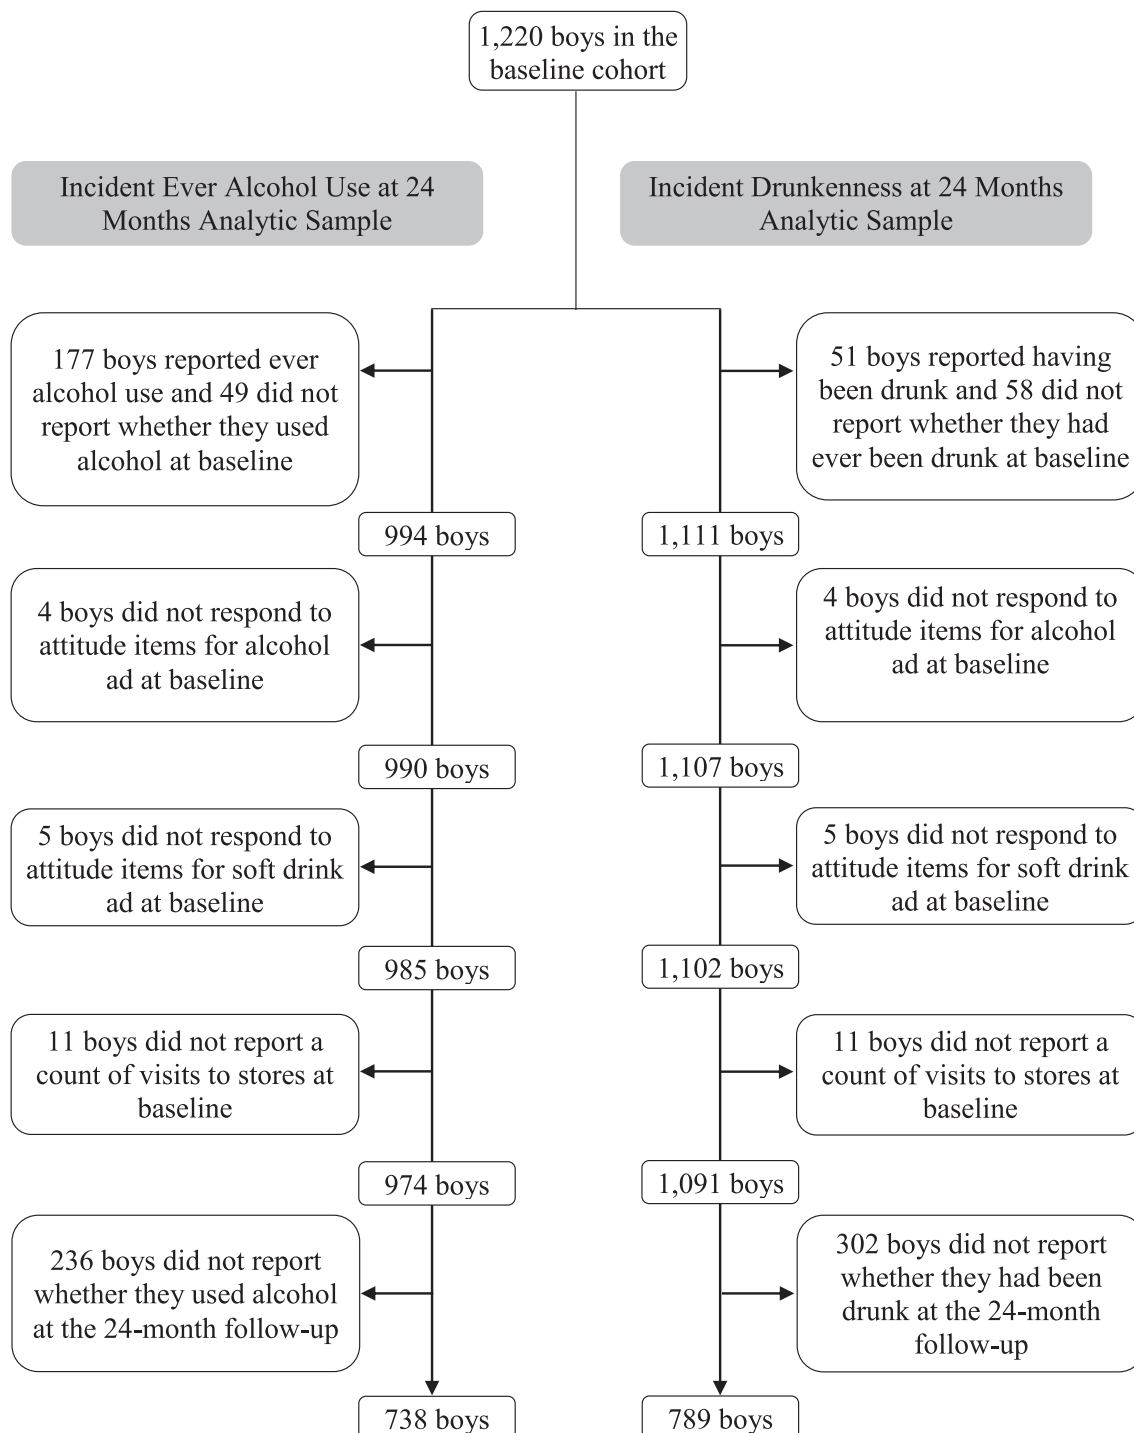 1,220 boys in the
baseline cohort
Incident Ever Alcohol Use at 24
Months Analytic Sample
Incident Drunkenness at 24 Months
Analytic Sample
177 boys reported ever
alcohol use and 49 did not
report whether they used
alcohol at baseline
51 boys reported having
been drunk and 58 did not
report whether they had
ever been drunk at baseline
994 boys
1,111 boys
4 boys did not respond to
attitude items for alcohol
ad at baseline
4 boys did not respond to
attitude items for alcohol
ad at baseline
990 boys
1,107 boys
5 boys did not respond to
attitude items for soft drink
ad at baseline
5 boys did not respond to
attitude items for soft drink
ad at baseline
985 boys
1,102 boys
11 boys did not report a
count of visits to stores at
baseline
11 boys did not report a
count of visits to stores at
baseline
974 boys
1,091 boys
236 boys did not report
whether they used alcohol
at the 24-month follow-up
302 boys did not report
whether they had been
drunk at the 24-month
follow-up
738 boys
789 boys